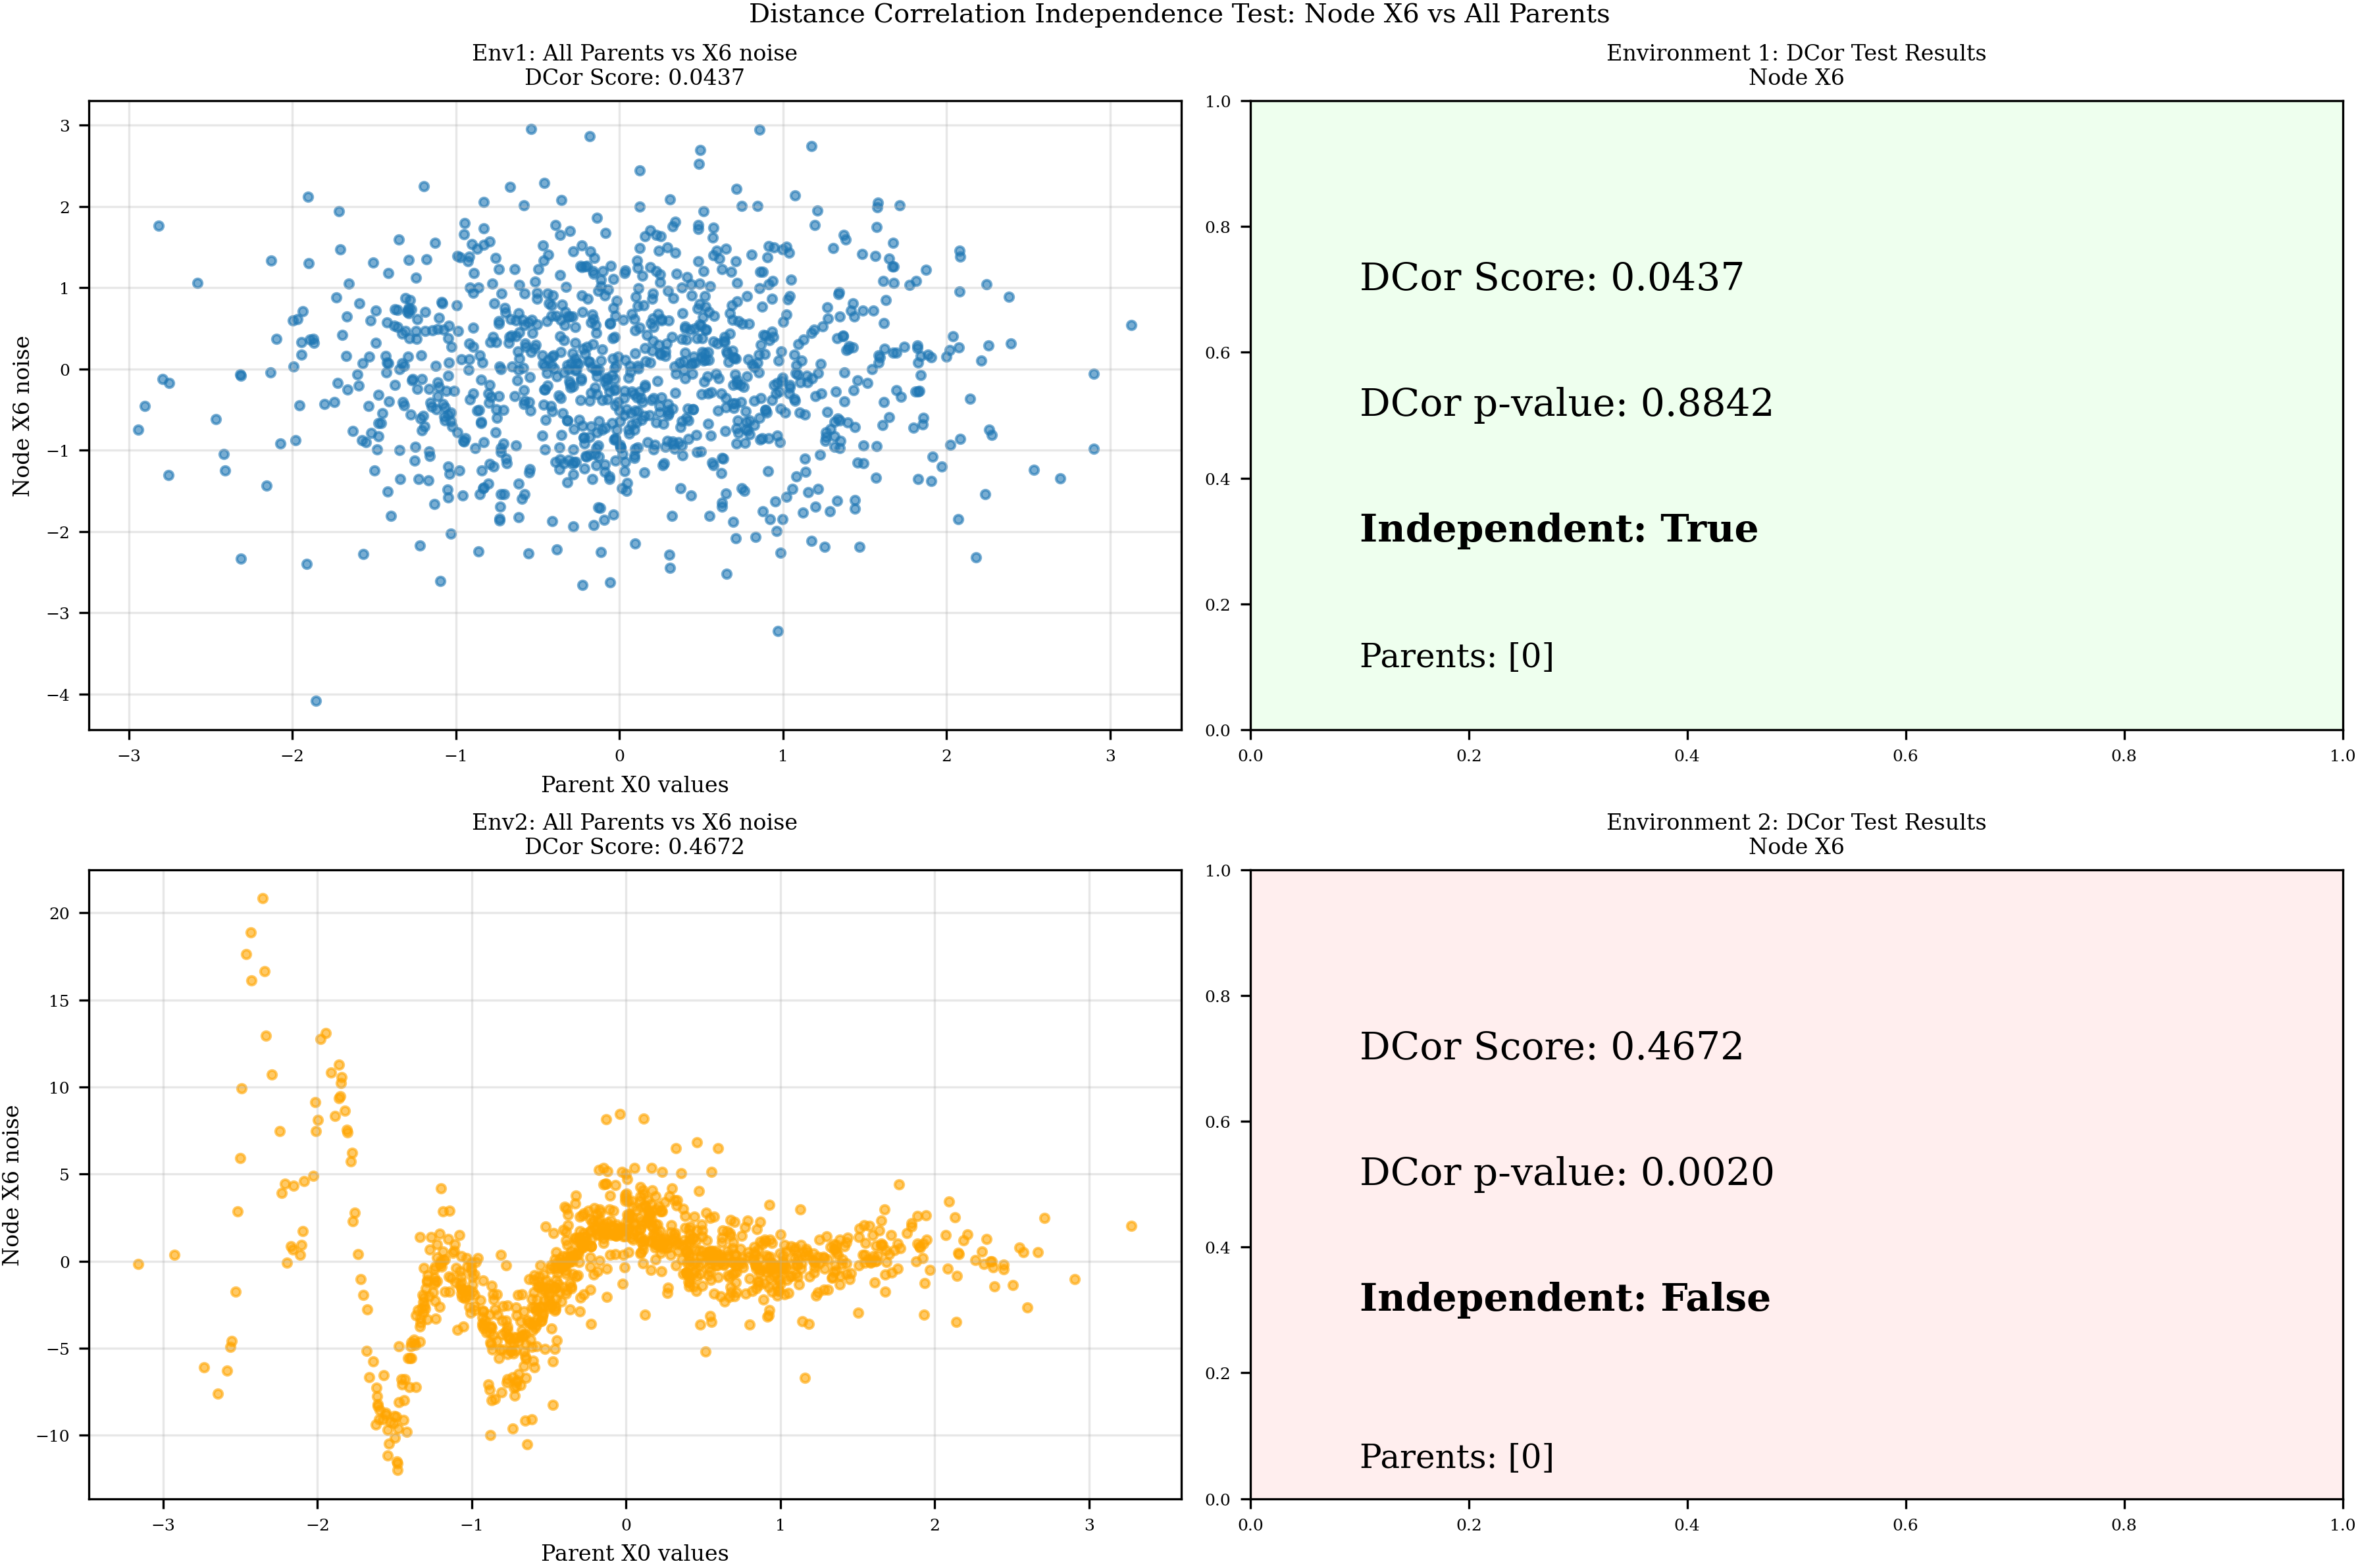 Distance Correlation Independence Test: Node X6 vs All Parents
Env1: All Parents vs X6 noise
DCor Score: 0.0437
Node X6 noise
3
2
1
0
−1
−2
−3
−4
−3
−2
−1
0
1
2
3
Parent X0 values
Environment 1: DCor Test Results
Node X6
1.0
0.8
0.6
0.4
0.2
0.0
DCor Score: 0.0437
DCor p-value: 0.8842
Independent: True
Parents: [0]
0.0
0.2
0.4
0.6
0.8
1.0
Env2: All Parents vs X6 noise
DCor Score: 0.4672
Node X6 noise
20
15
10
5
0
−5
−10
−3
−2
−1
0
1
2
3
Parent X0 values
Environment 2: DCor Test Results
Node X6
1.0
0.8
0.6
0.4
0.2
0.0
DCor Score: 0.4672
DCor p-value: 0.0020
Independent: False
Parents: [0]
0.0
0.2
0.4
0.6
0.8
1.0